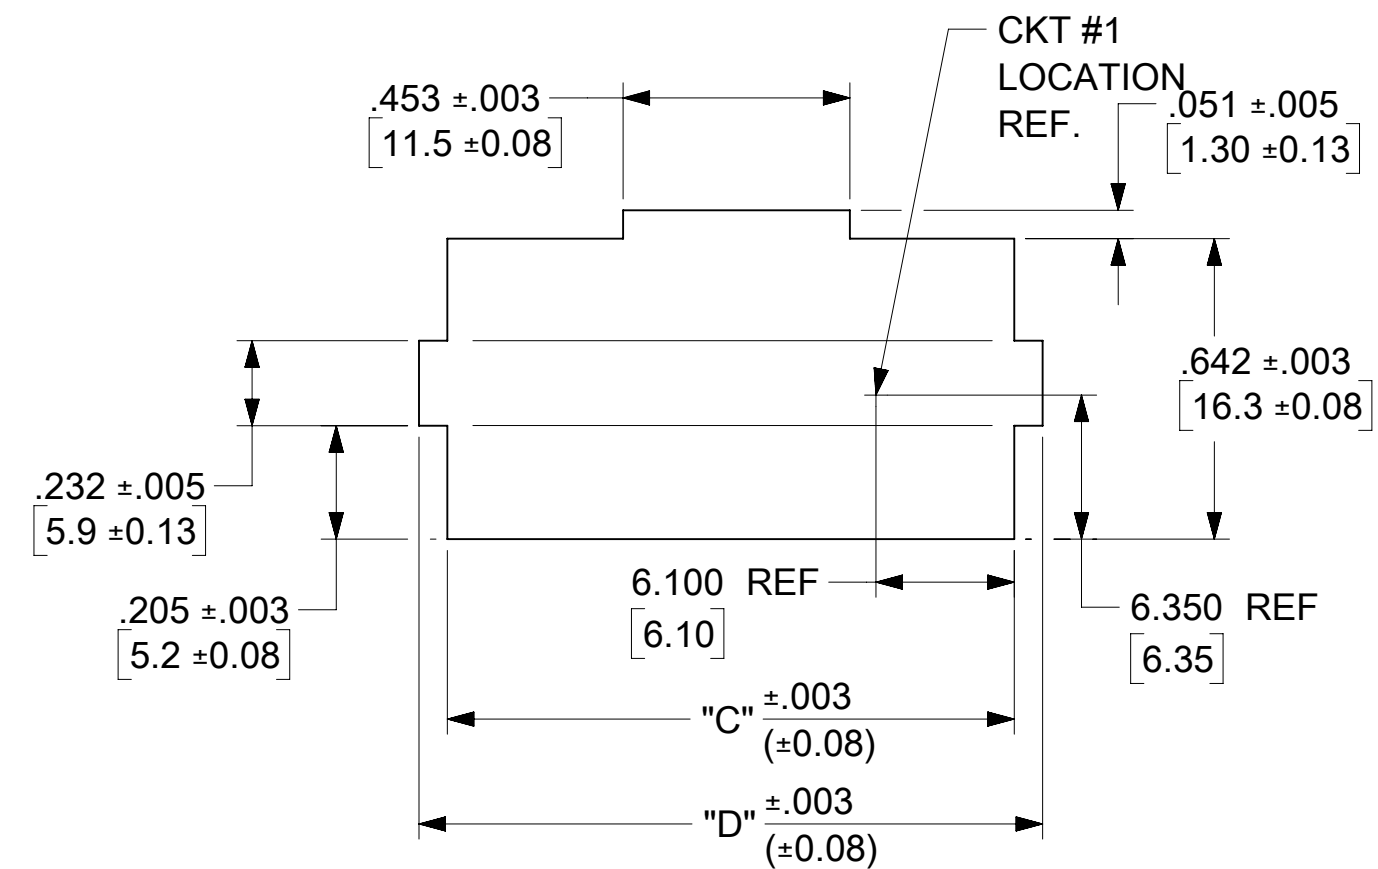 CKT #1
LOCATION
REF.
.453 ±.003
[11.5 ±0.08]
.051 ±.005
[1.30 ±0.13]
.642 ±.003
[16.3 ±0.08]
.232 ±.005
[5.9 ±0.13]
.205 ±.003
[5.2 ±0.08]
6.100 REF
[6.10]
6.350 REF
[6.35]
"C" ±.003
(±0.08)
"D" ±.003
(±0.08)